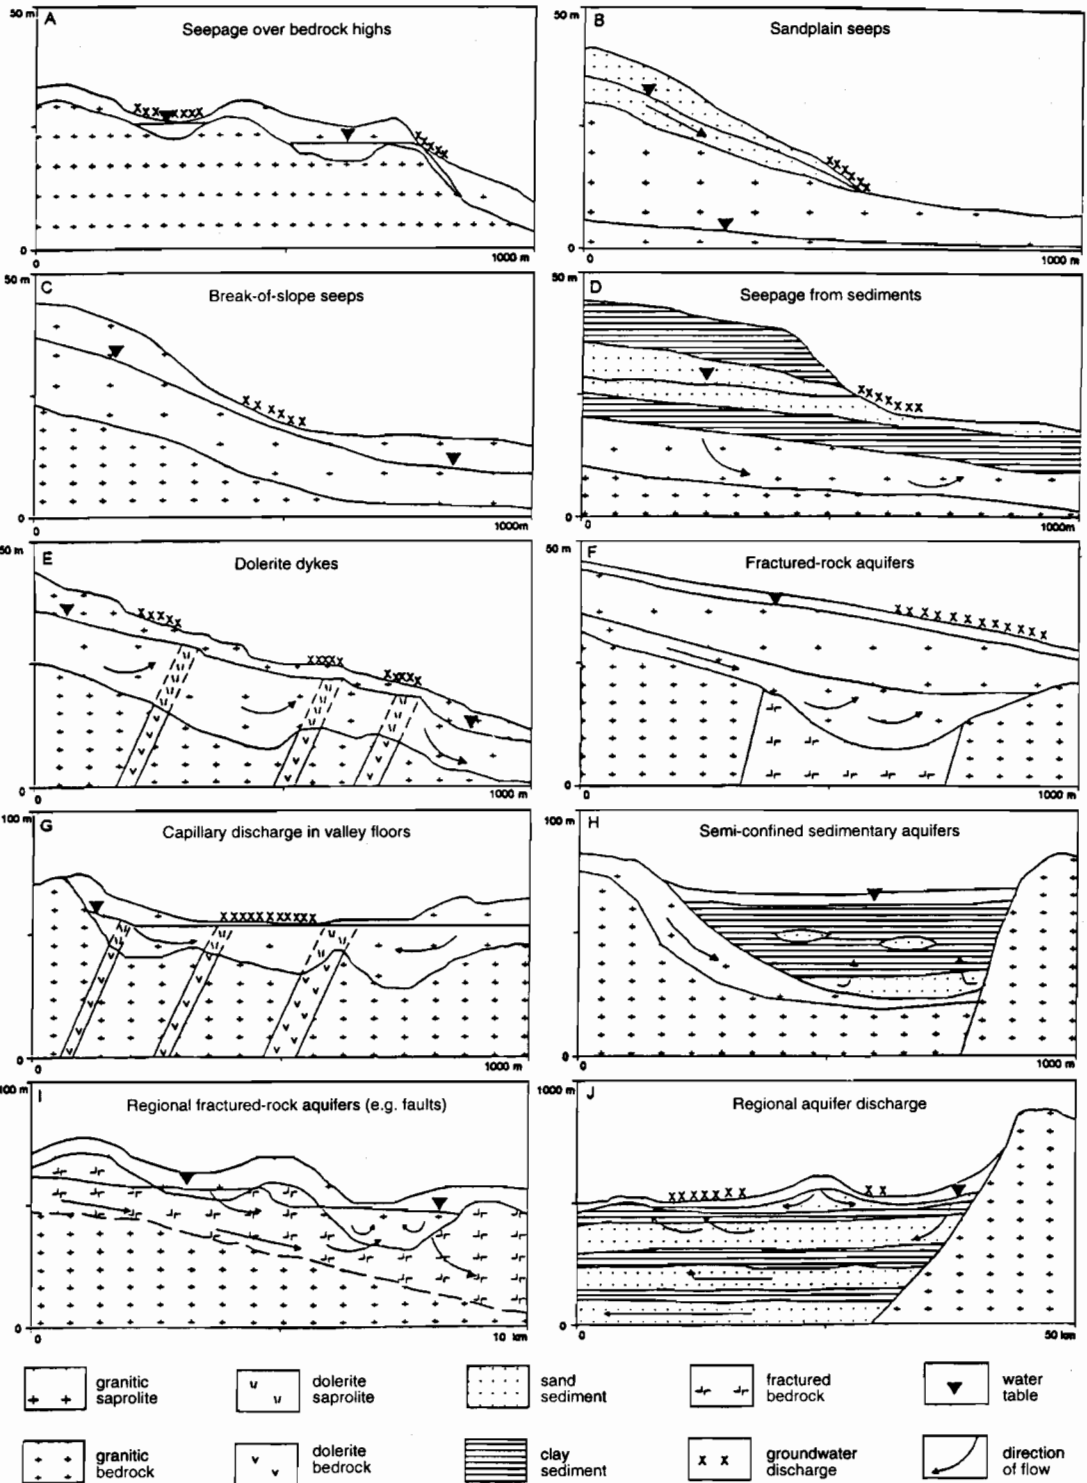 50 m
A
Seepage over bedrock highs
0
0
1000 m
50 m
B
Sandplain seeps
0
0
1000 m
50 m
C
Break-of-slope seeps
0
0
1000m
50 m
D
Seepage from sediments
0
0
1000m
50 m
E
Dolerite dykes
0
0
1000 m
50 m
F
Fractured-rock aquifers
0
0
1000 m
100 m
G
Capillary discharge in valley floors
0
0
1000 m
100 m
H
Semi-confined sedimentary aquifers
0
0
1000 m
100 m
I
Regional fractured-rock aquifers (e.g. faults)
0
0
10 km
1000 m
J
Regional aquifer discharge
0
0
50 km
granitic
saprolite
dolerite
saprolite
sand
sediment
fractured
bedrock
water
table
granitic
bedrock
dolerite
bedrock
clay
sediment
groundwater
discharge
direction
of flow